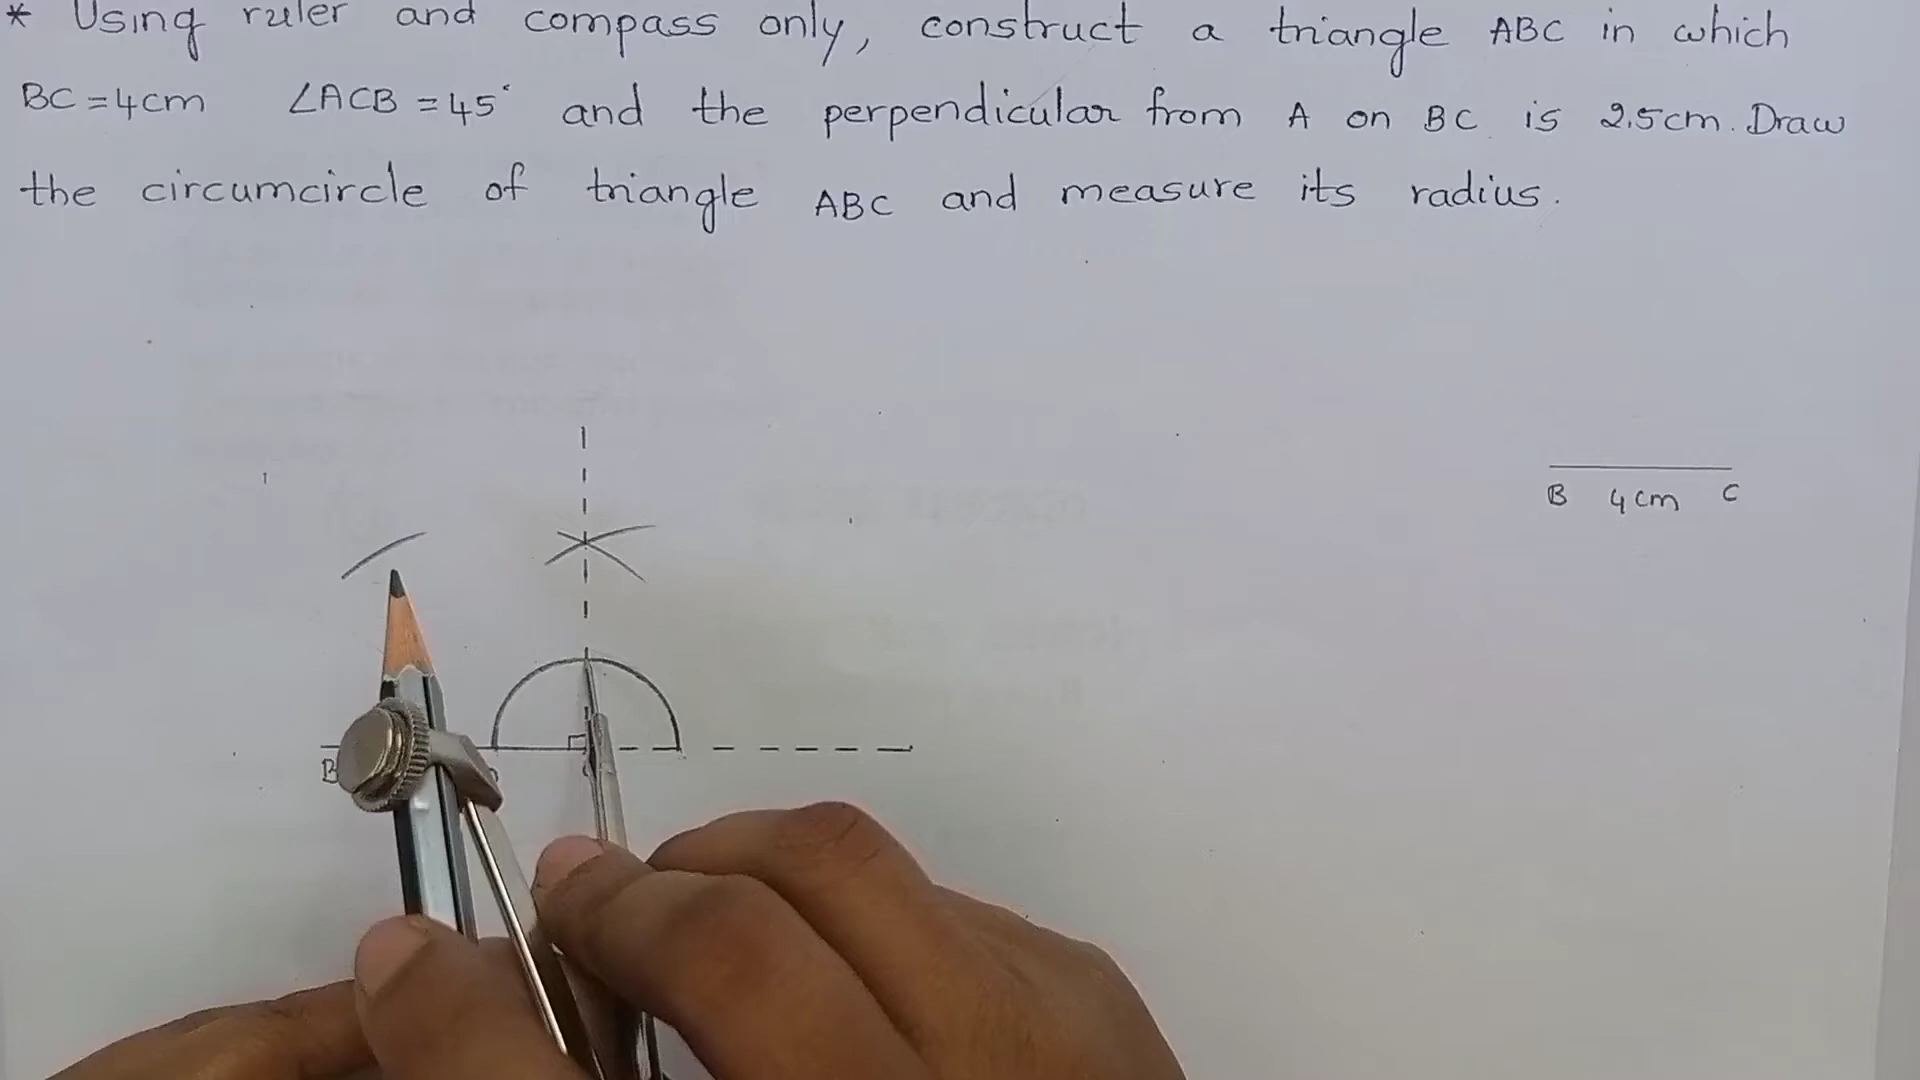 * Using ruler and compass only, construct a triangle ABC in which
BC = 4cm ∠ACB = 45° and the perpendicular from A on BC is 2.5cm. Draw
the circumcircle of triangle ABC and measure its radius.
B 4cm C
B